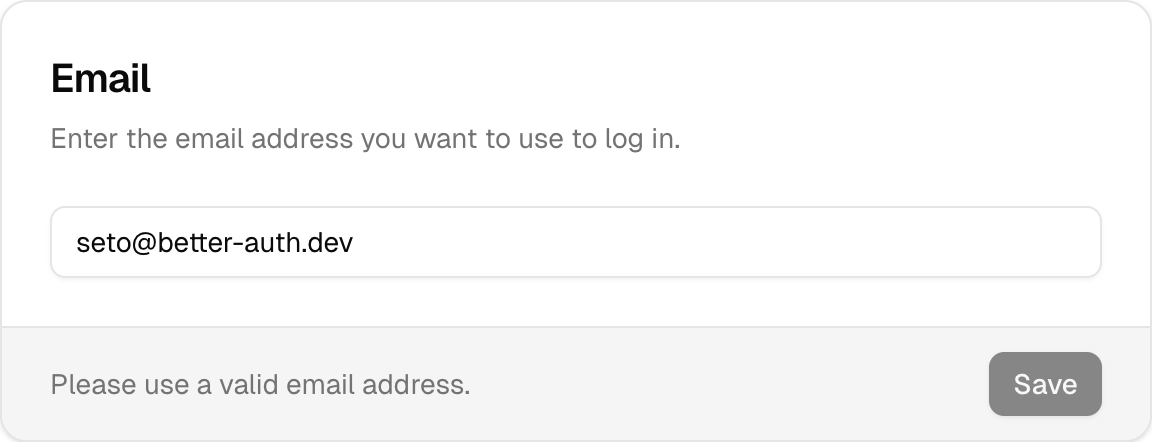 Email
Enter the email address you want to use to log in.
seto@better-auth.dev
Please use a valid email address.
Save